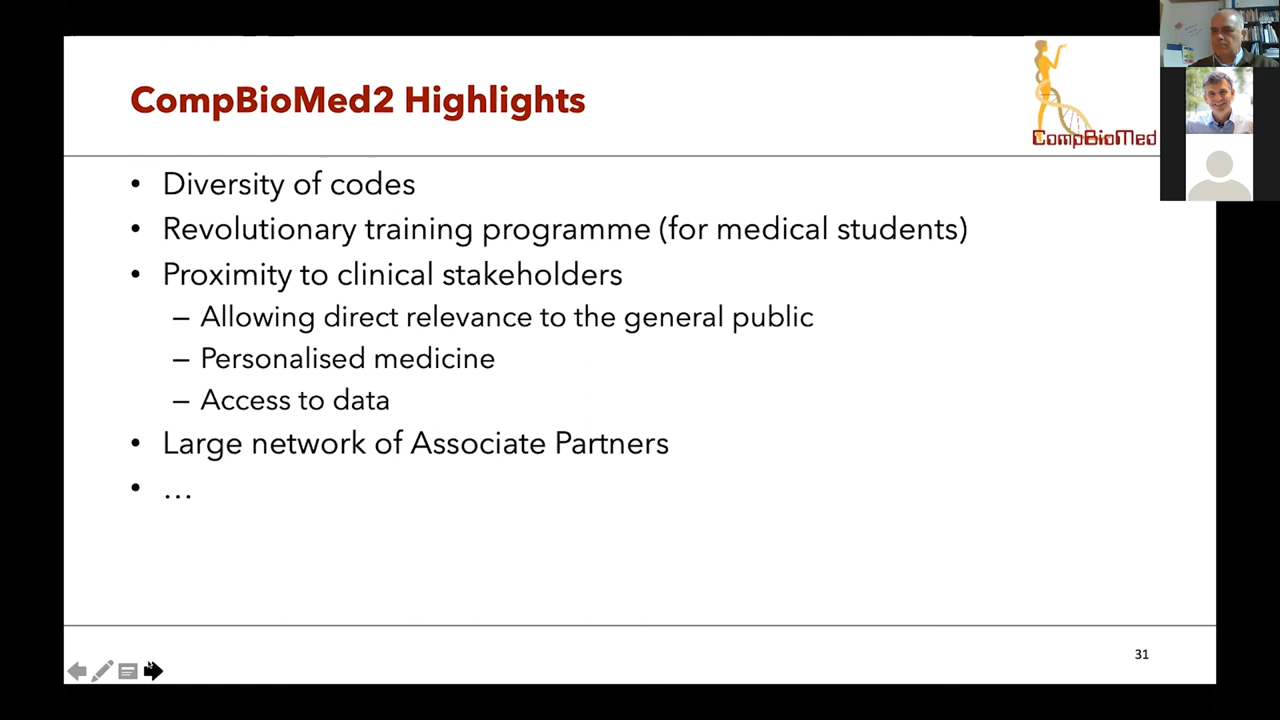 CompBioMed2 Highlights
CompBioMed
• Diversity of codes
• Revolutionary training programme (for medical students)
• Proximity to clinical stakeholders
– Allowing direct relevance to the general public
– Personalised medicine
– Access to data
• Large network of Associate Partners
• …
31